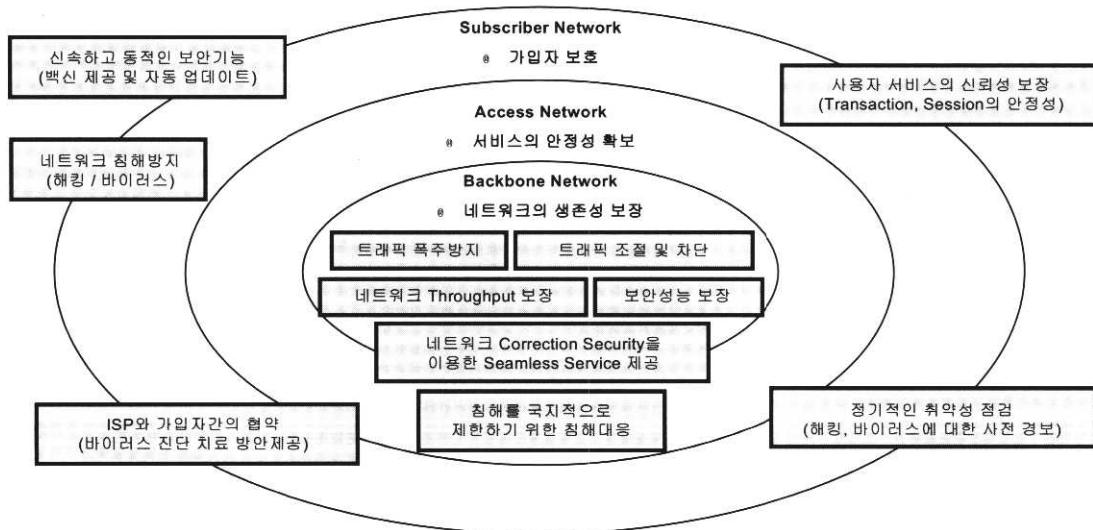 Subscriber Network
@ 가입자 보호
신속하고 동적인 보안기능
(백신 제공 및 자동 업데이트)
사용자 서비스의 신뢰성 보장
(Transaction, Session의 안정성)
Access Network
@ 서비스의 안정성 확보
네트워크 침해방지
(해킹 / 바이러스)
Backbone Network
@ 네트워크의 생존성 보장
트래픽 폭주방지
트래픽 조절 및 차단
네트워크 Throughput 보장
보안성능 보장
네트워크 Correction Security을
이용한 Seamless Service 제공
ISP와 가입자간의 협약
(바이러스 진단 치료 방안제공)
침해를 국지적으로
제한하기 위한 침해대응
정기적인 취약성 점검
(해킹, 바이러스에 대한 사전 경보)